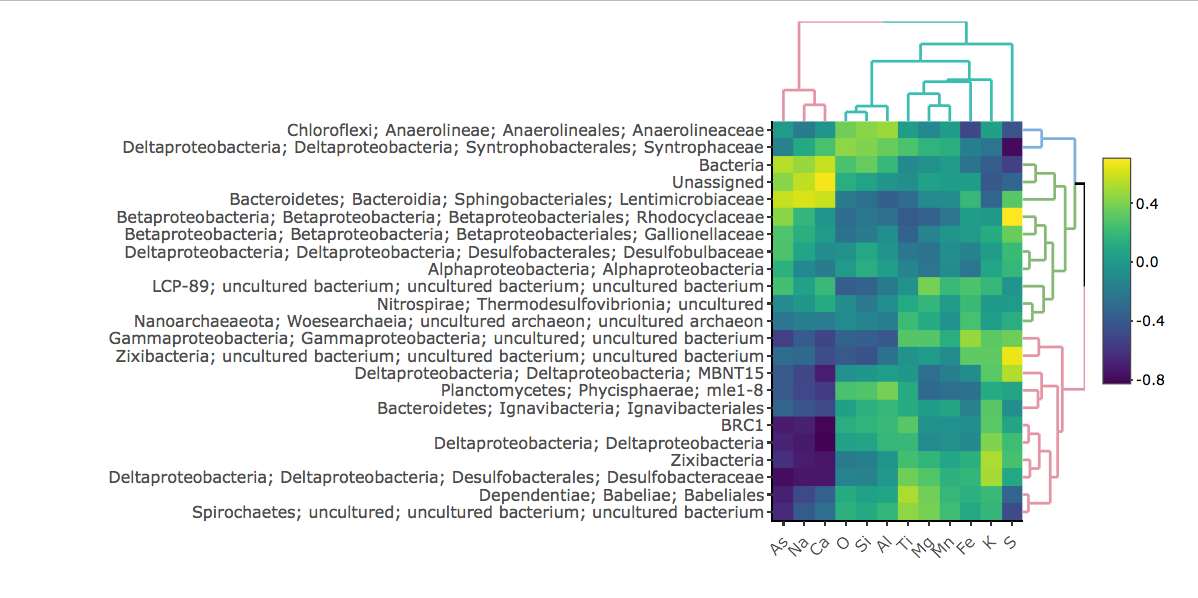 Chloroflexi; Anaerolineae; Anaerolineales; Anaerolineaceae
Deltaproteobacteria; Deltaproteobacteria; Syntrophobacterales; Syntrophaceae
Bacteria
Unassigned
Bacteroidetes; Bacteroidia; Sphingobacteriales; Lentimicrobiaceae
Betaproteobacteria; Betaproteobacteria; Betaproteobacteriales; Rhodocyclaceae
Betaproteobacteria; Betaproteobacteria; Betaproteobacteriales; Gallionellaceae
Deltaproteobacteria; Deltaproteobacteria; Desulfobacterales; Desulfobulbaceae
Alphaproteobacteria; Alphaproteobacteria
LCP-89; uncultured bacterium; uncultured bacterium; uncultured bacterium
Nitrospirae; Thermodesulfovibrionia; uncultured
Nanoarchaeaeota; Woesearchaeia; uncultured archaeon; uncultured archaeon
Gammaproteobacteria; Gammaproteobacteria; uncultured; uncultured bacterium
Zixibacteria; uncultured bacterium; uncultured bacterium; uncultured bacterium
Deltaproteobacteria; Deltaproteobacteria; MBNT15
Planctomycetes; Phycisphaerae; mle1-8
Bacteroidetes; Ignavibacteria; Ignavibacteriales
BRC1
Deltaproteobacteria; Deltaproteobacteria
Zixibacteria
Deltaproteobacteria; Deltaproteobacteria; Desulfobacterales; Desulfobacteraceae
Dependentiae; Babeliae; Babeliales
Spirochaetes; uncultured; uncultured bacterium; uncultured bacterium
As Na Ca O Si Al Ti Mg Mn Fe K S
0.4
0.0
-0.4
-0.8